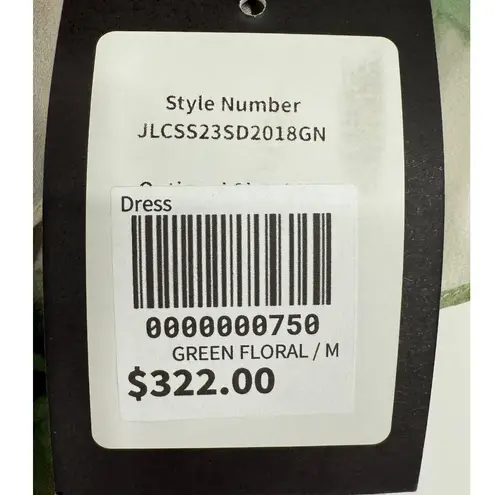 Style Number
JLCSS23SD2018GN
Dress
0000000750
GREEN FLORAL / M
$322.00